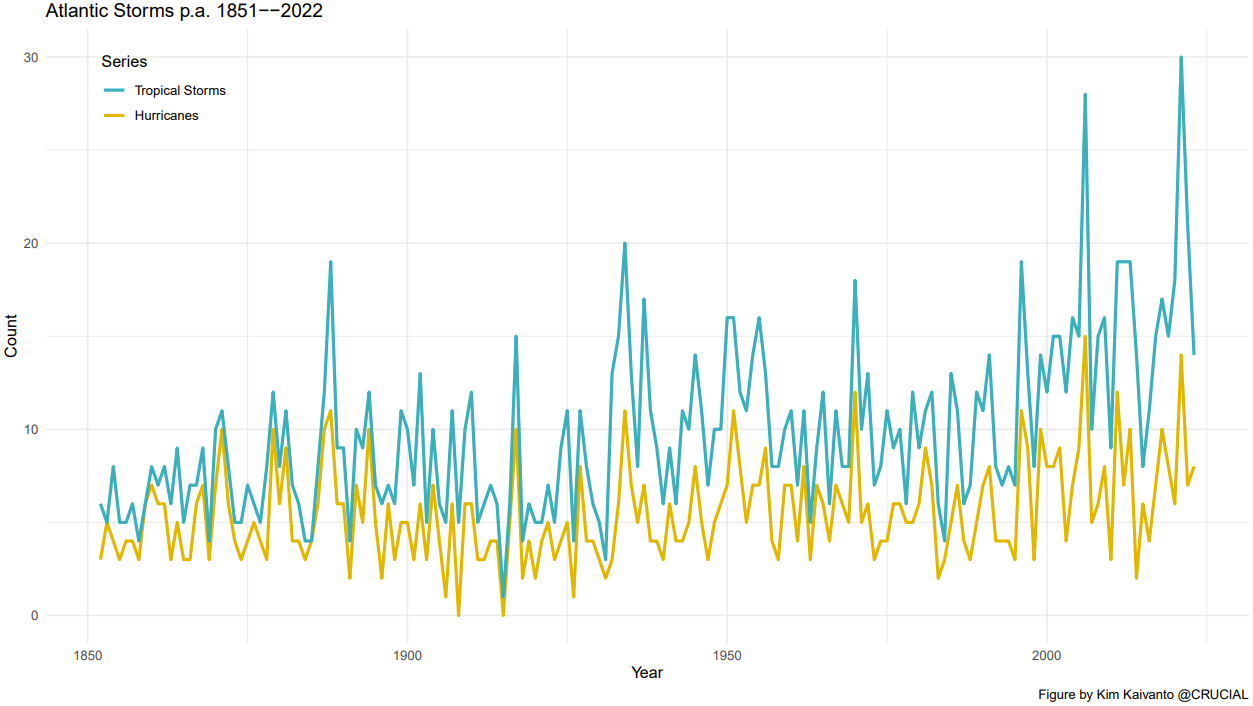 Atlantic Storms p.a. 1851−−2022
Series
Tropical Storms
Hurricanes
30
20
10
0
Count
1850
1900
1950
2000
Year
Figure by Kim Kaivanto @CRUCIAL